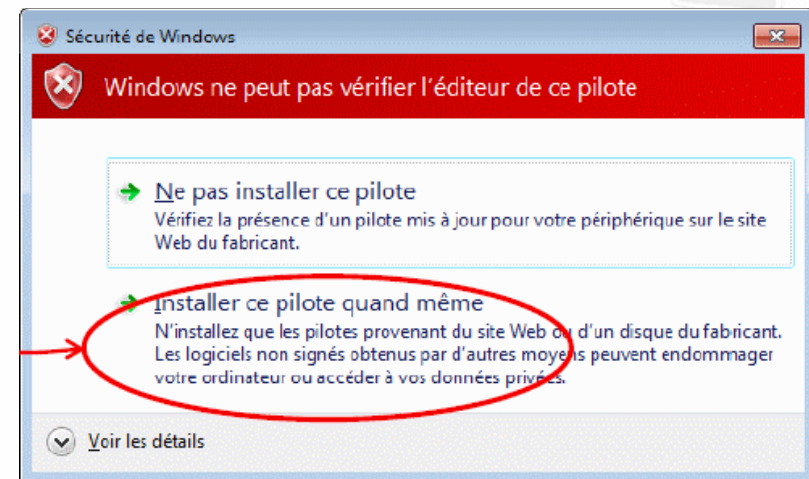 Sécurité de Windows
Windows ne peut pas vérifier l'éditeur de ce pilote
Ne pas installer ce pilote
Vérifiez la présence d'un pilote mis à jour pour votre périphérique sur le site
Web du fabricant.
Installer ce pilote quand même
N'installez que les pilotes provenant du site Web ou d'un disque du fabricant.
Les logiciels non signés obtenus par d'autres moyens peuvent endommager
votre ordinateur ou accéder à vos données privées.
Voir les détails